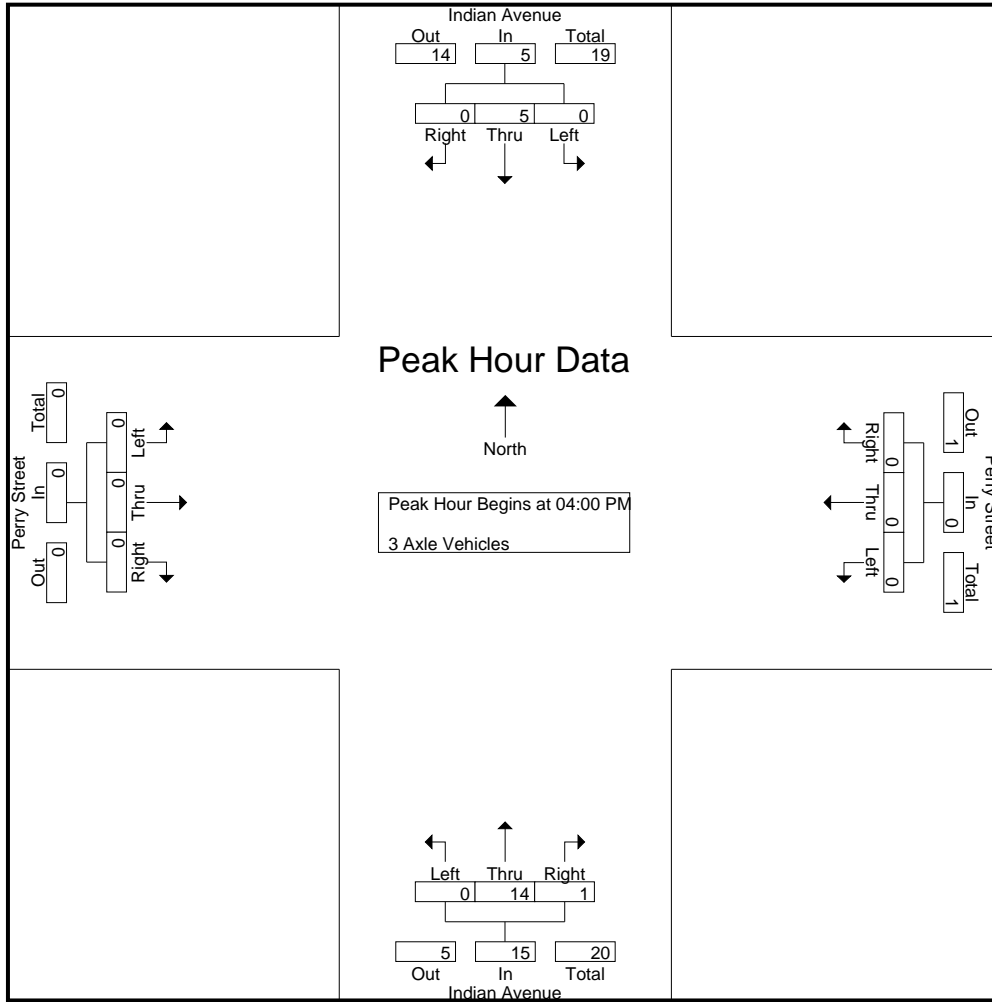 Indian Avenue
Out In Total
14 5 19
0 5 0
Right Thru Left
Peak Hour Data
North
Peak Hour Begins at 04:00 PM
3 Axle Vehicles
Perry Street
Total In Out
0 0 0
0 0 0
Left Thru Right
Right Thru Left
0 0 0
1 0 1
Out In Total
Perry Street
Left Thru Right
0 14 1
5 15 20
Out In Total
Indian Avenue